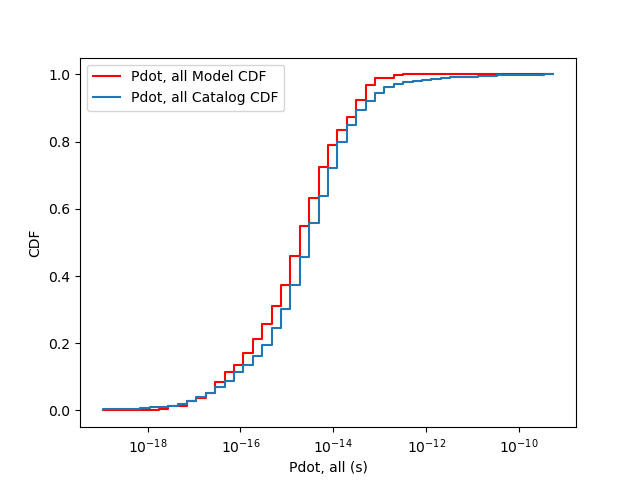 Pdot, all Model CDF
Pdot, all Catalog CDF
1.0
0.8
0.6
0.4
0.2
0.0
CDF
10⁻¹⁸ 10⁻¹⁶ 10⁻¹⁴ 10⁻¹² 10⁻¹⁰
Pdot, all (s)